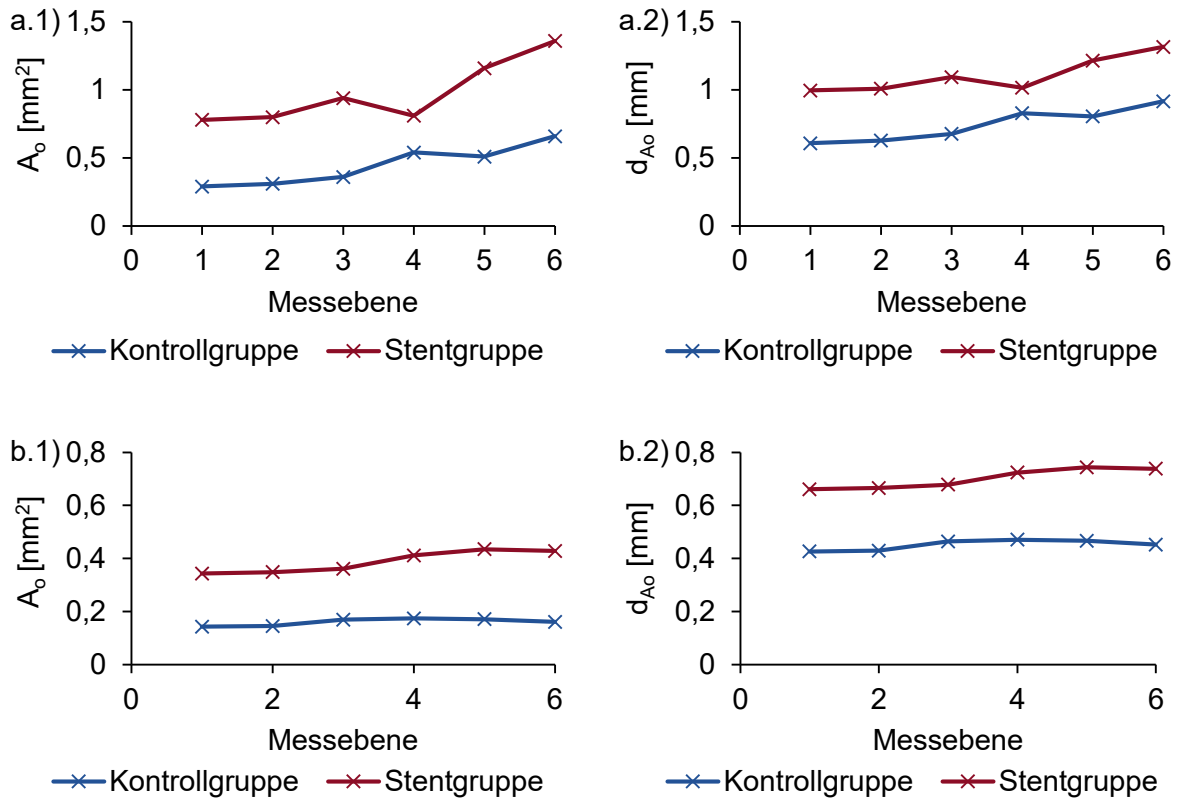 a.1)
1,5
1
0,5
0
Aₒ [mm²]
0 1 2 3 4 5 6
Messebene
Kontrollgruppe Stentgruppe
a.2)
1,5
1
0,5
0
d_Ao [mm]
0 1 2 3 4 5 6
Messebene
Kontrollgruppe Stentgruppe
b.1)
0,8
0,6
0,4
0,2
0
Aₒ [mm²]
0 2 4 6
Messebene
Kontrollgruppe Stentgruppe
b.2)
0,8
0,6
0,4
0,2
0
d_Ao [mm]
0 2 4 6
Messebene
Kontrollgruppe Stentgruppe